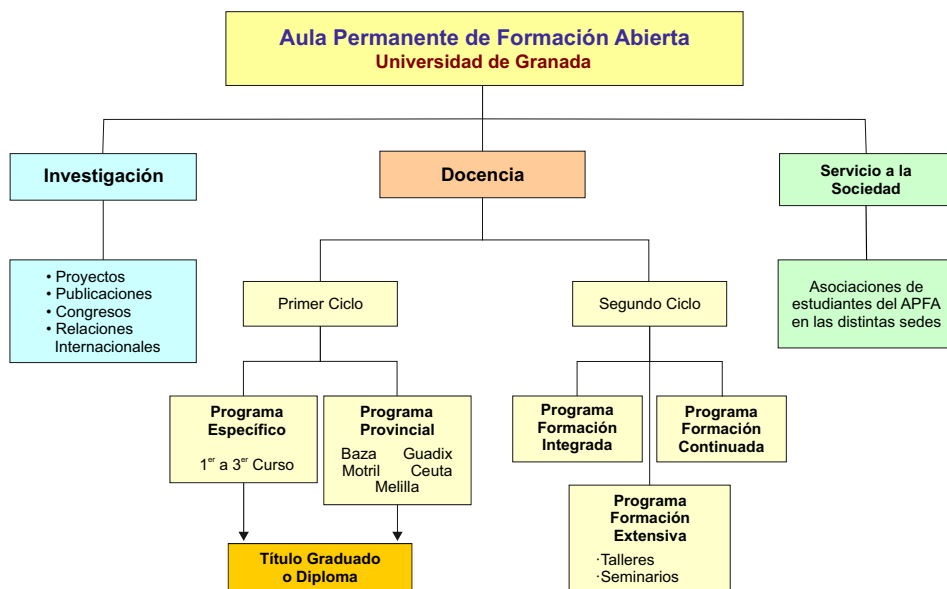 Aula Permanente de Formación Abierta
Universidad de Granada
Investigación
Docencia
Servicio a la
Sociedad
• Proyectos
• Publicaciones
• Congresos
• Relaciones
Internacionales
Primer Ciclo
Segundo Ciclo
Asociaciones de
estudiantes del APFA
en las distintas sedes
Programa
Específico
1er a 3er Curso
Programa
Provincial
Baza Guadix
Motril Ceuta
Melilla
Programa
Formación
Integrada
Programa
Formación
Continuada
Programa
Formación
Extensiva
·Talleres
·Seminarios
Título Graduado
o Diploma